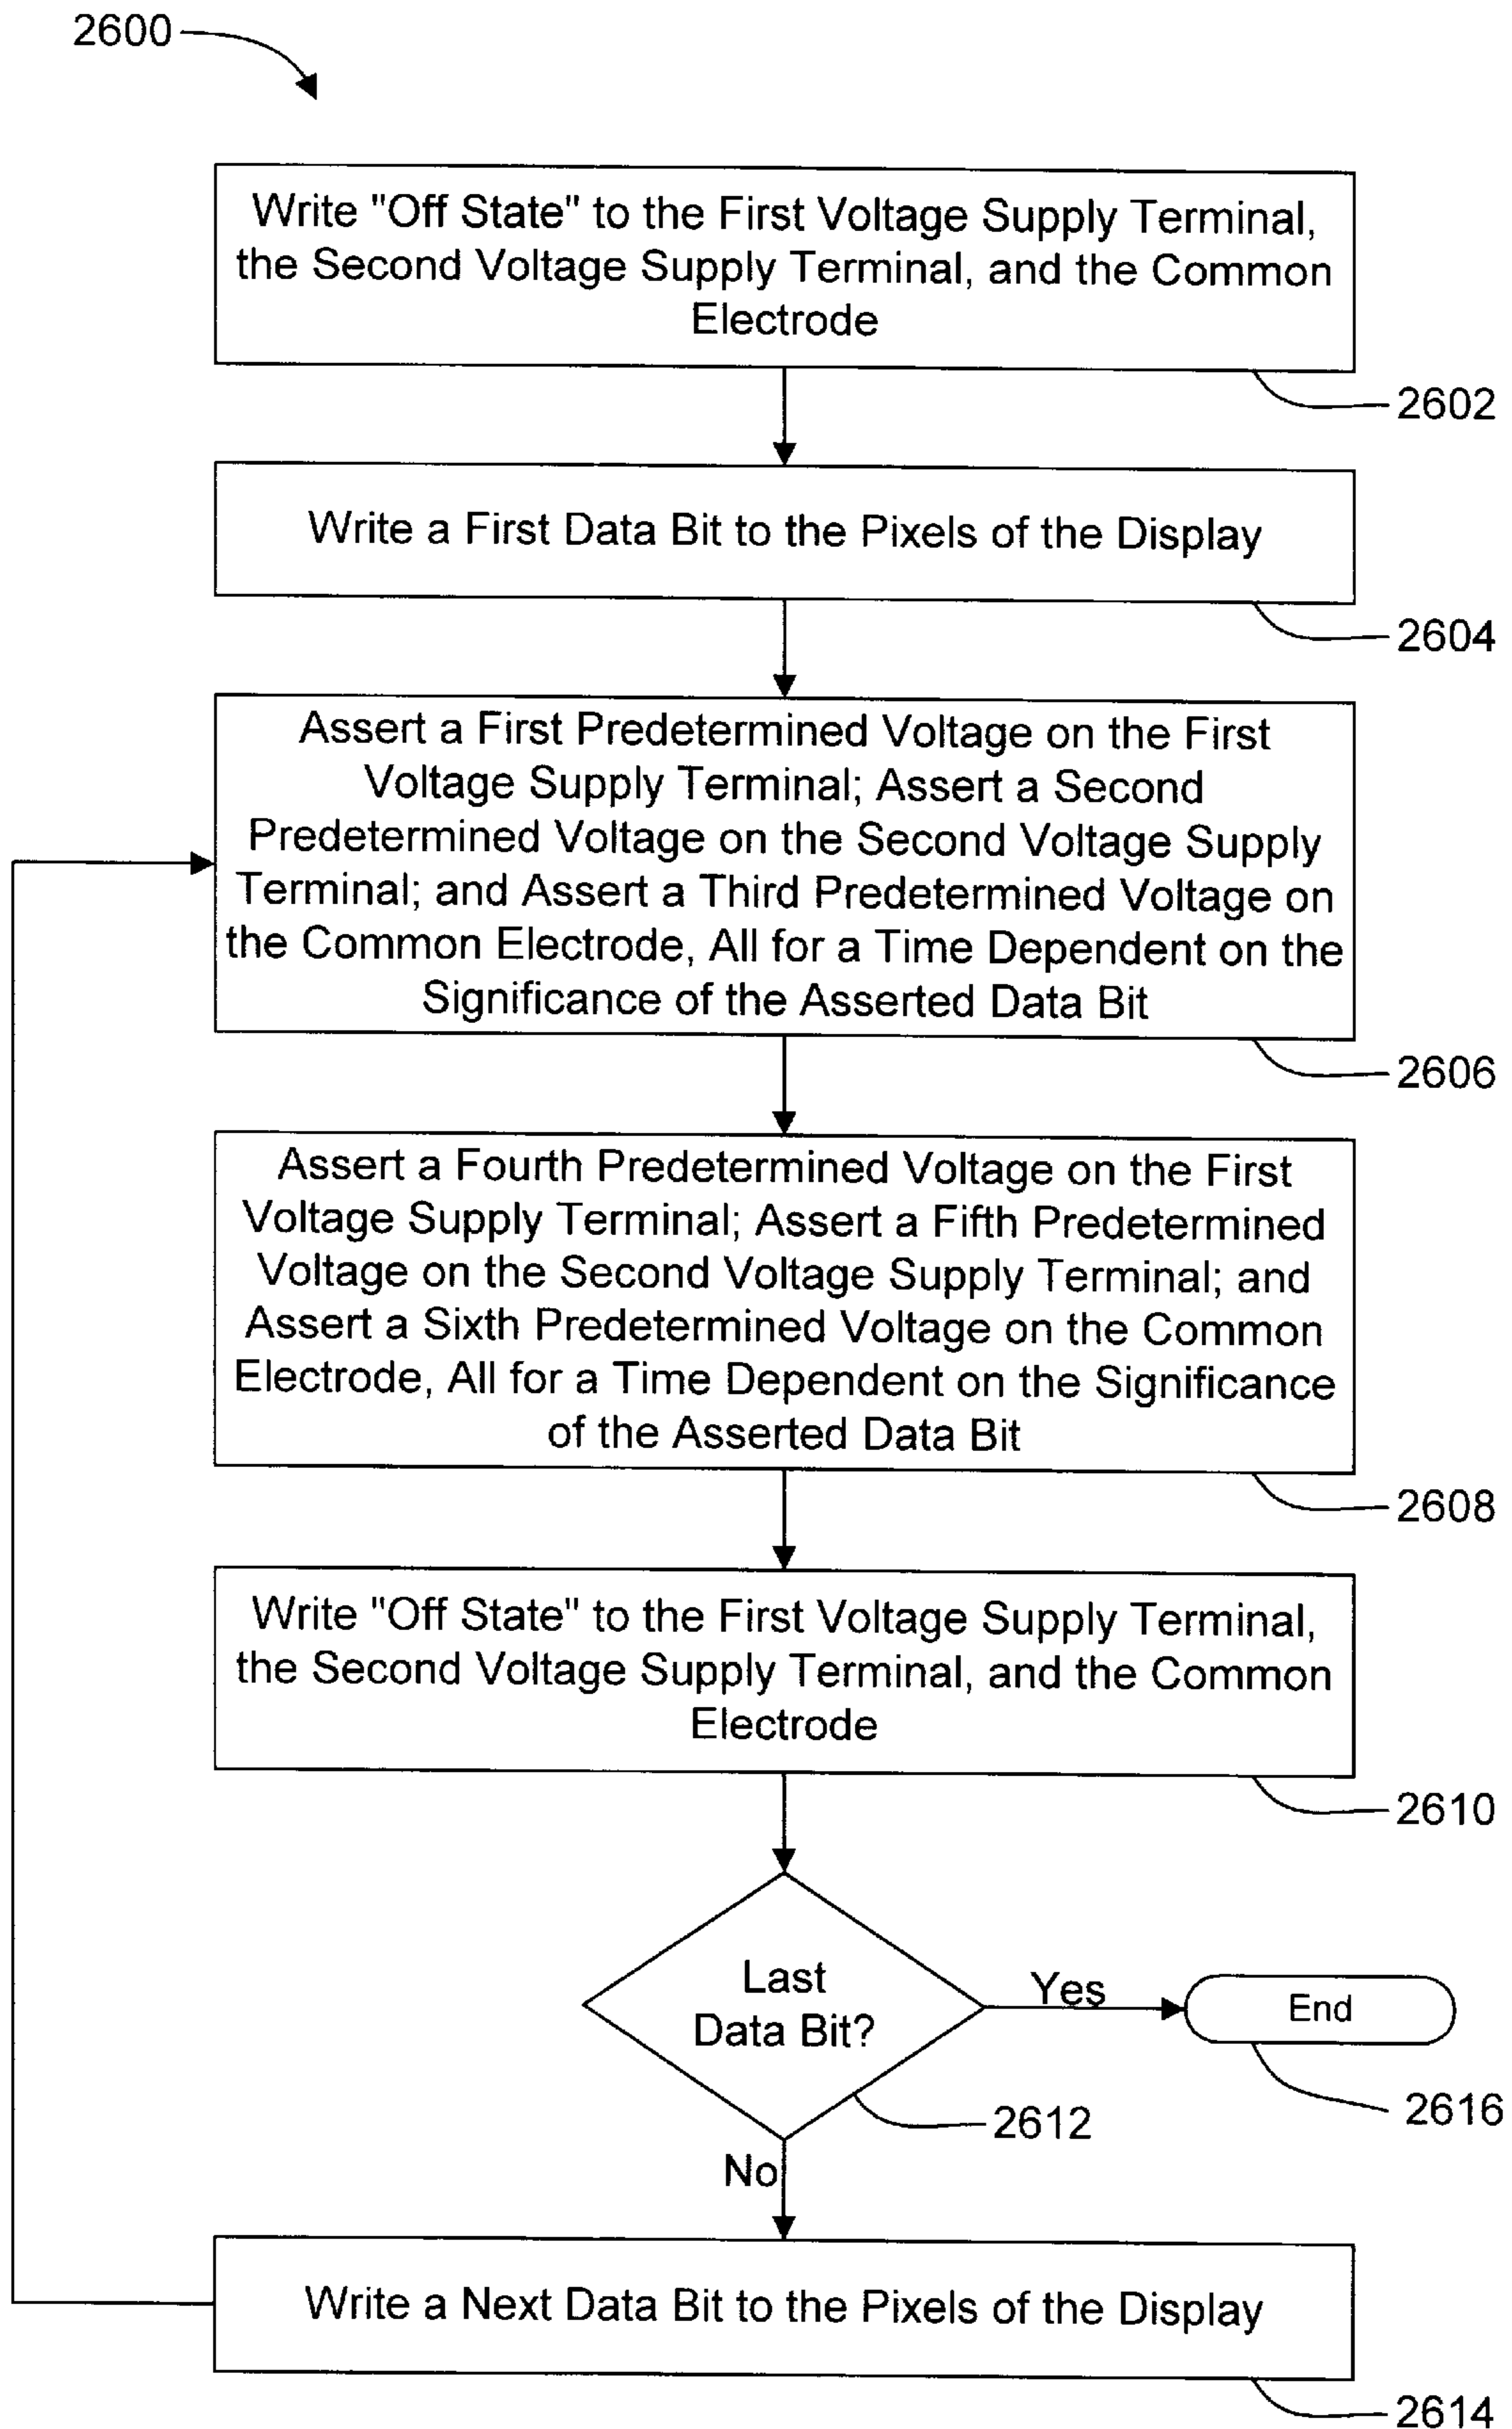 2600
Write "Off State" to the First Voltage Supply Terminal,
the Second Voltage Supply Terminal, and the Common
Electrode
2602
Write a First Data Bit to the Pixels of the Display
2604
Assert a First Predetermined Voltage on the First
Voltage Supply Terminal; Assert a Second
Predetermined Voltage on the Second Voltage Supply
Terminal; and Assert a Third Predetermined Voltage on
the Common Electrode, All for a Time Dependent on the
Significance of the Asserted Data Bit
2606
Assert a Fourth Predetermined Voltage on the First
Voltage Supply Terminal; Assert a Fifth Predetermined
Voltage on the Second Voltage Supply Terminal; and
Assert a Sixth Predetermined Voltage on the Common
Electrode, All for a Time Dependent on the Significance
of the Asserted Data Bit
2608
Write "Off State" to the First Voltage Supply Terminal,
the Second Voltage Supply Terminal, and the Common
Electrode
2610
Last
Data Bit?
Yes
End
2612
2616
No
Write a Next Data Bit to the Pixels of the Display
2614